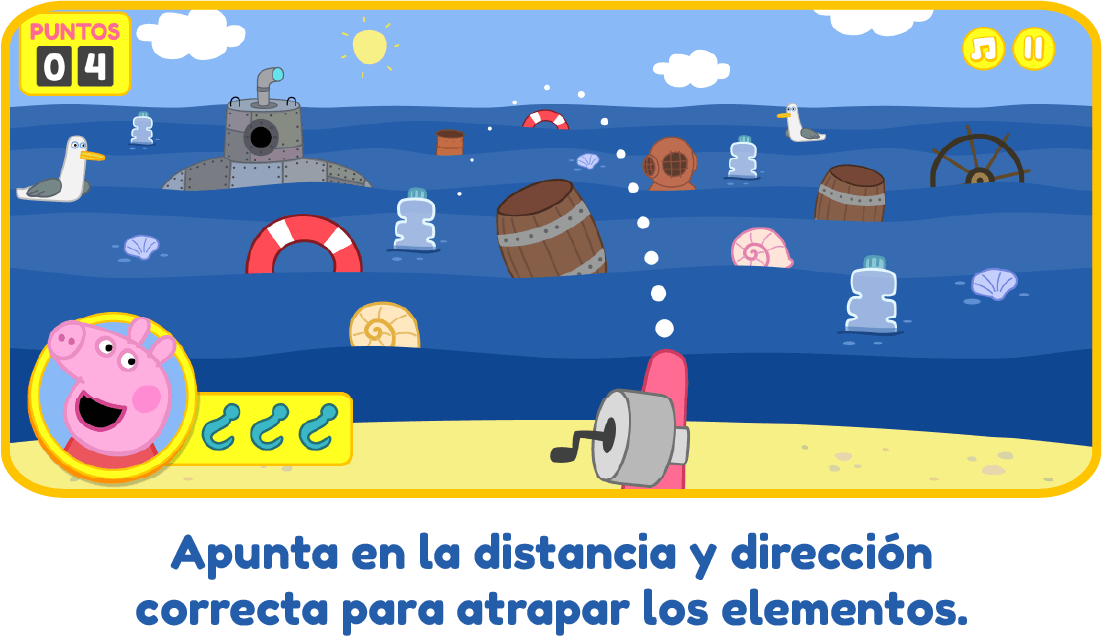 PUNTOS
04
Apunta en la distancia y dirección
correcta para atrapar los elementos.